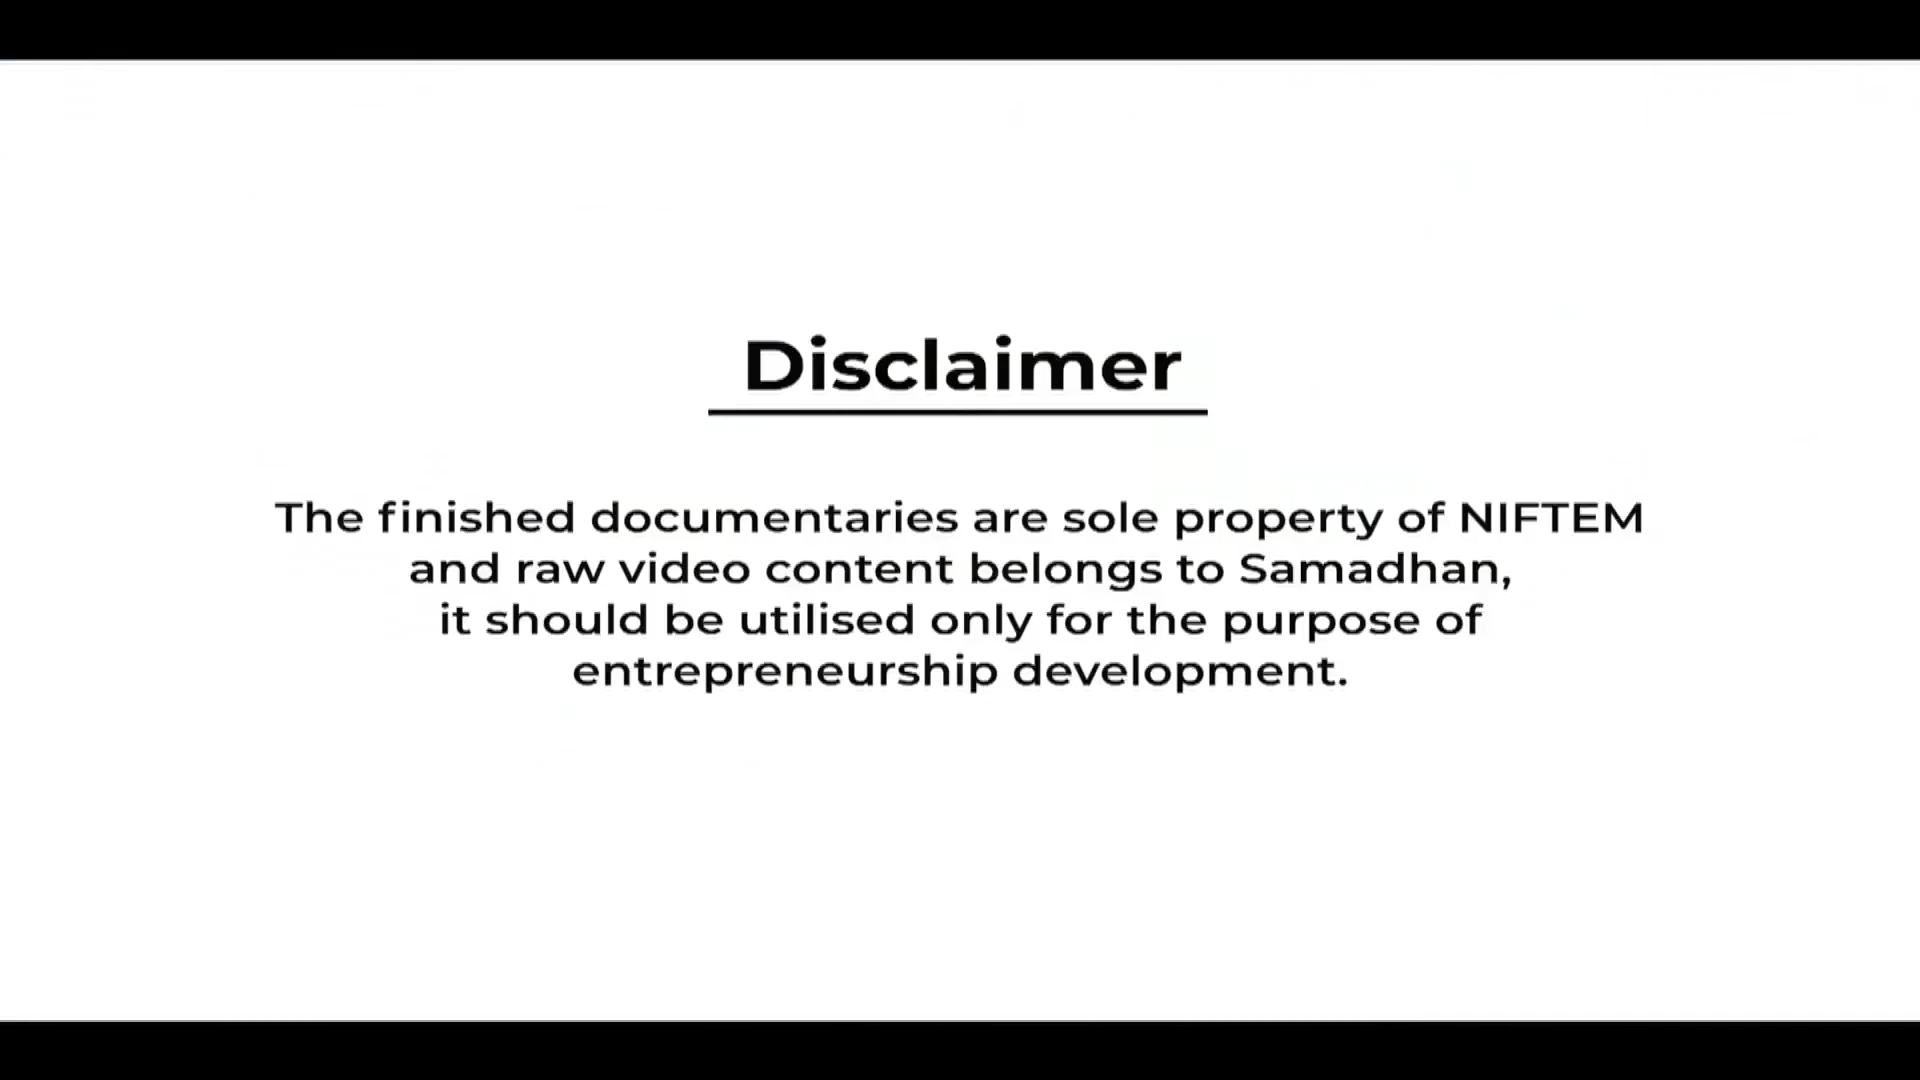 Disclaimer
The finished documentaries are sole property of NIFTEM
and raw video content belongs to Samadhan,
it should be utilised only for the purpose of
entrepreneurship development.